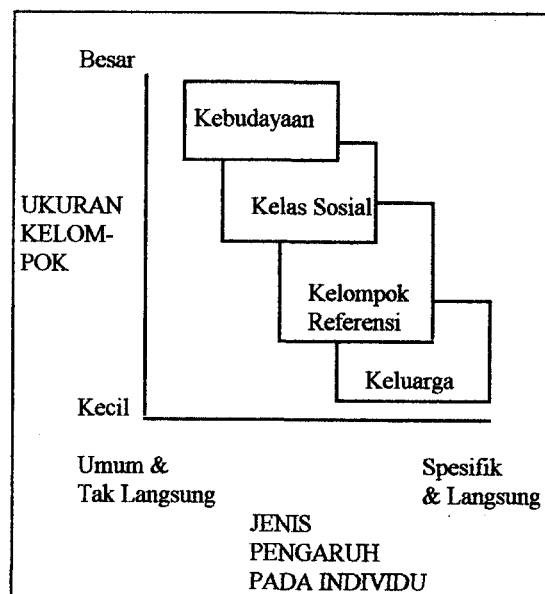 Besar
Kebudayaan
UKURAN
KELOM-
POK
Kelas Sosial
Kelompok
Referensi
Keluarga
Kecil
Umum &
Tak Langsung
Spesifik
& Langsung
JENIS
PENGARUH
PADA INDIVIDU